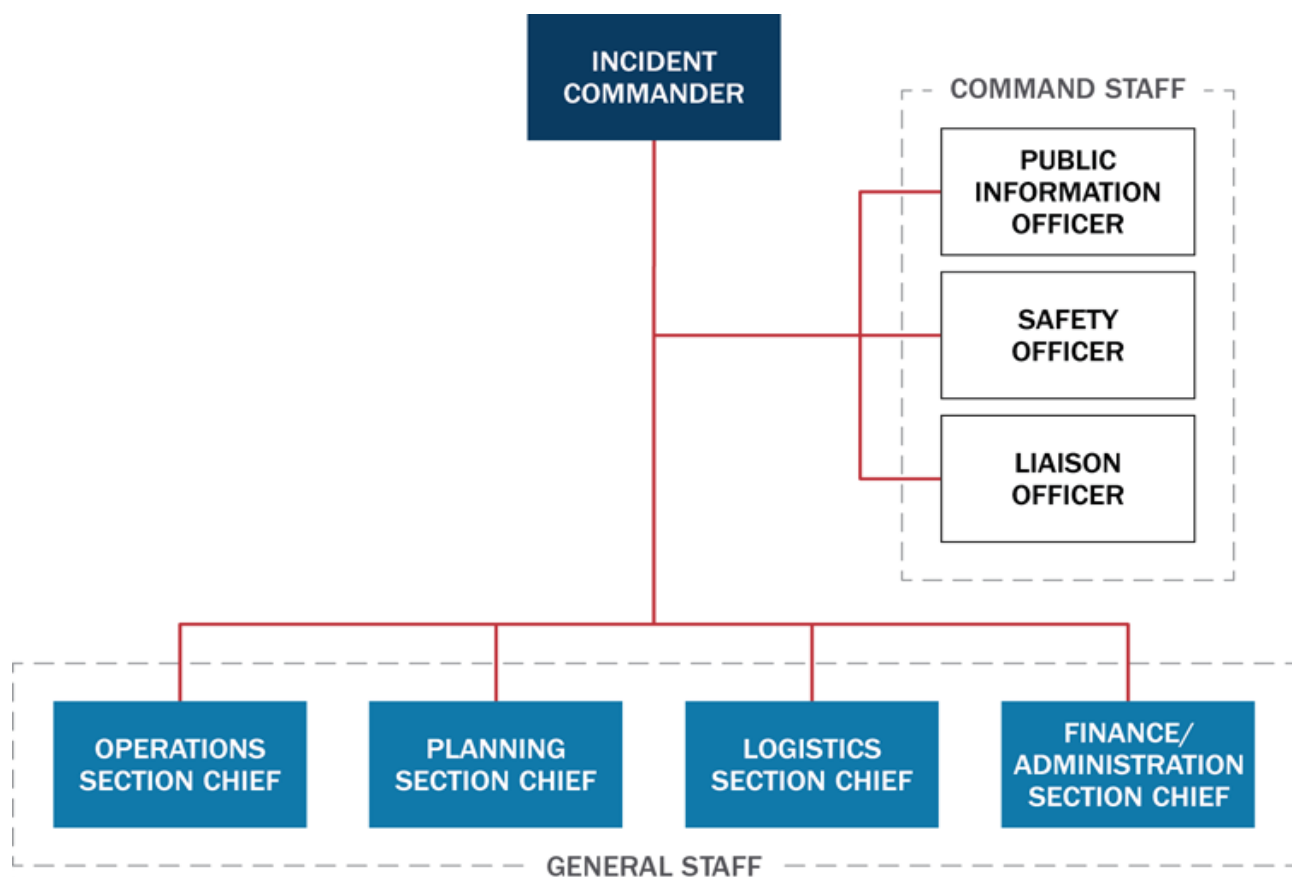 INCIDENT
COMMANDER
COMMAND STAFF
PUBLIC
INFORMATION
OFFICER
SAFETY
OFFICER
LIAISON
OFFICER
OPERATIONS
SECTION CHIEF
PLANNING
SECTION CHIEF
LOGISTICS
SECTION CHIEF
FINANCE/
ADMINISTRATION
SECTION CHIEF
GENERAL STAFF